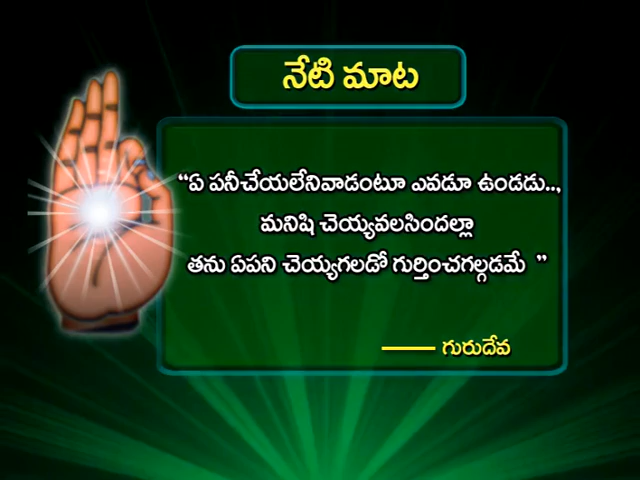 నేటి మాట
“ఏ పనీచేయలేనివాడంటూ ఎవడూ ఉండడు..,
మనిషి చెయ్యవలసిందల్లా
తను ఏపని చెయ్యగలడో గుర్తించగల్గడమే ”
—— గురుదేవ